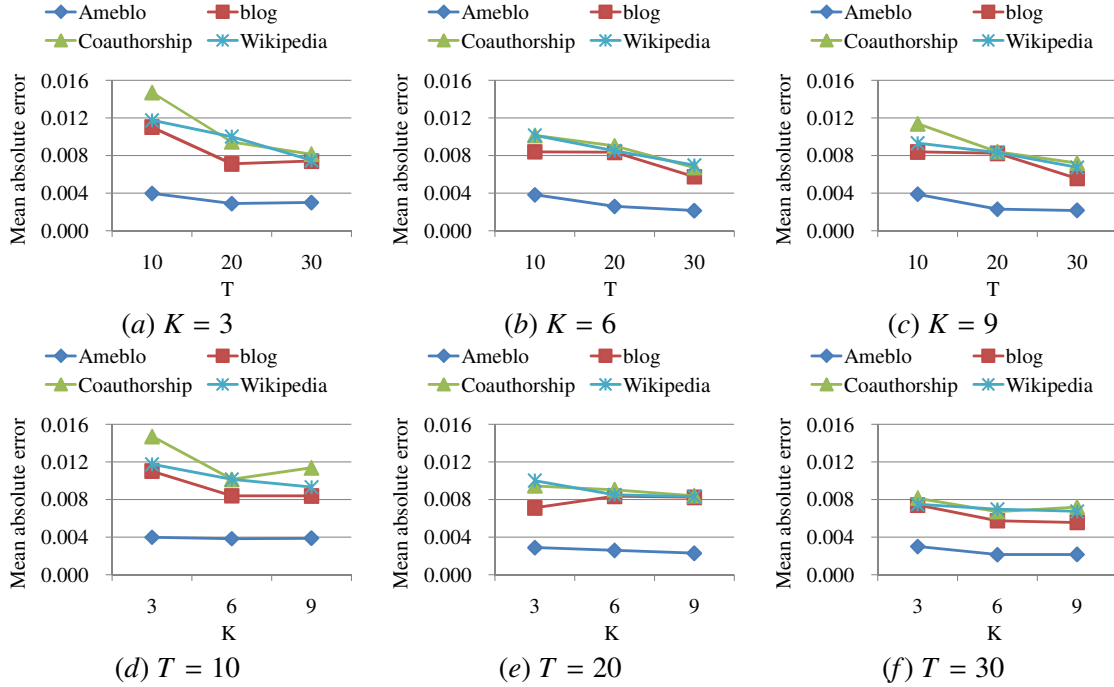 Ameblo blog
Coauthorship Wikipedia
Mean absolute error
0.016
0.012
0.008
0.004
0.000
10 20 30
T
(a) K = 3
Ameblo blog
Coauthorship Wikipedia
Mean absolute error
0.016
0.012
0.008
0.004
0.000
10 20 30
T
(b) K = 6
Ameblo blog
Coauthorship Wikipedia
Mean absolute error
0.016
0.012
0.008
0.004
0.000
10 20 30
T
(c) K = 9
Ameblo blog
Coauthorship Wikipedia
Mean absolute error
0.016
0.012
0.008
0.004
0.000
3 6 9
K
(d) T = 10
Ameblo blog
Coauthorship Wikipedia
Mean absolute error
0.016
0.012
0.008
0.004
0.000
3 6 9
K
(e) T = 20
Ameblo blog
Coauthorship Wikipedia
Mean absolute error
0.016
0.012
0.008
0.004
0.000
3 6 9
K
(f) T = 30